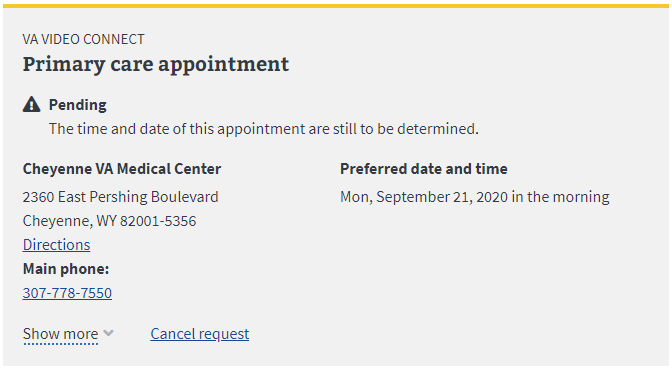 VA VIDEO CONNECT
Primary care appointment
Pending
The time and date of this appointment are still to be determined.
Cheyenne VA Medical Center
2360 East Pershing Boulevard
Cheyenne, WY 82001-5356
Directions
Main phone:
307-778-7550
Preferred date and time
Mon, September 21, 2020 in the morning
Show more
Cancel request